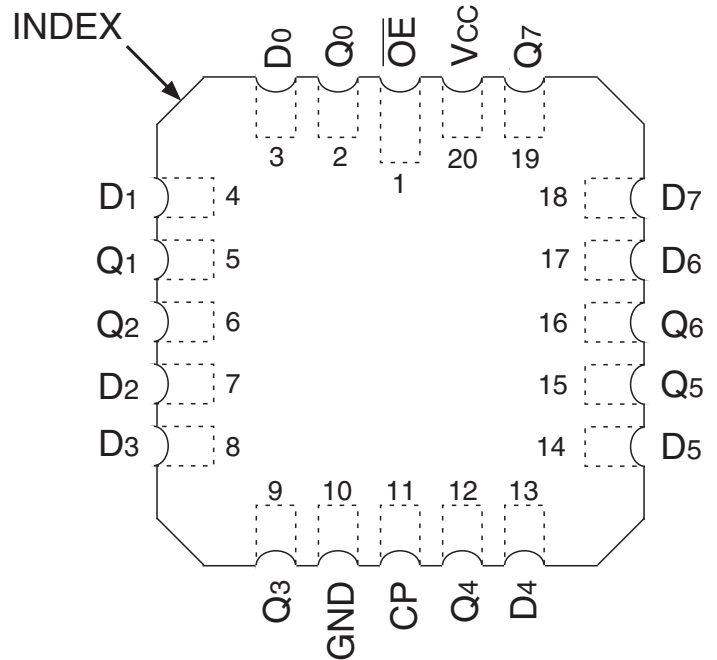 INDEX
D0 Q0 O̅E̅ VCC Q7
3 2 1 20 19
D1 4 18 D7
Q1 5 17 D6
Q2 6 16 Q6
D2 7 15 Q5
D3 8 14 D5
9 10 11 12 13
Q3 GND CP Q4 D4